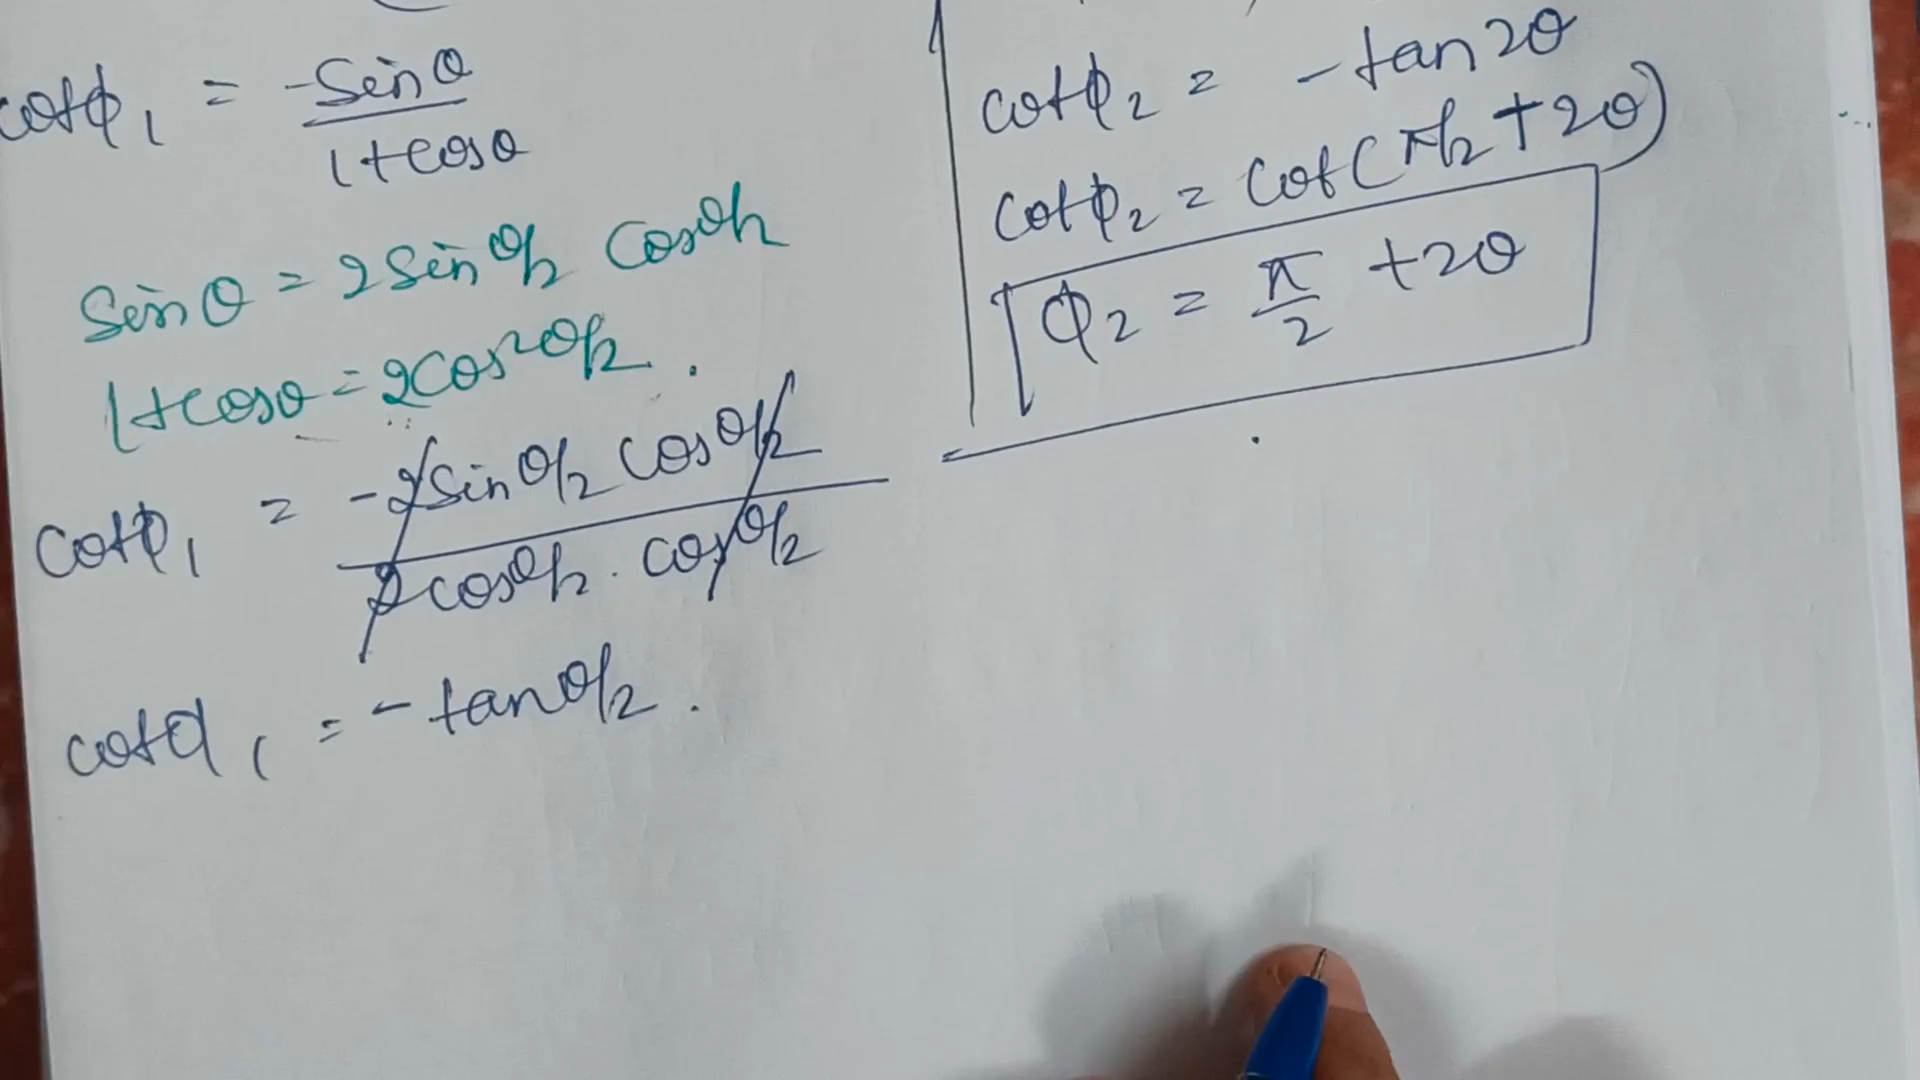 cotφ₁ = -Sinθ / 1+cosθ
Sinθ = 2Sinθ/2 Cosθ/2
1+cosθ = 2Cos²θ/2.
cotφ₁ = -2sinθ/2 cosθ/2 / 2cosθ/2 . cosθ/2
cotφ₁ = -tanθ/2.
cotφ₂ = -tan2θ
cotφ₂ = Cot(π/2 + 2θ)
φ₂ = π/2 + 2θ